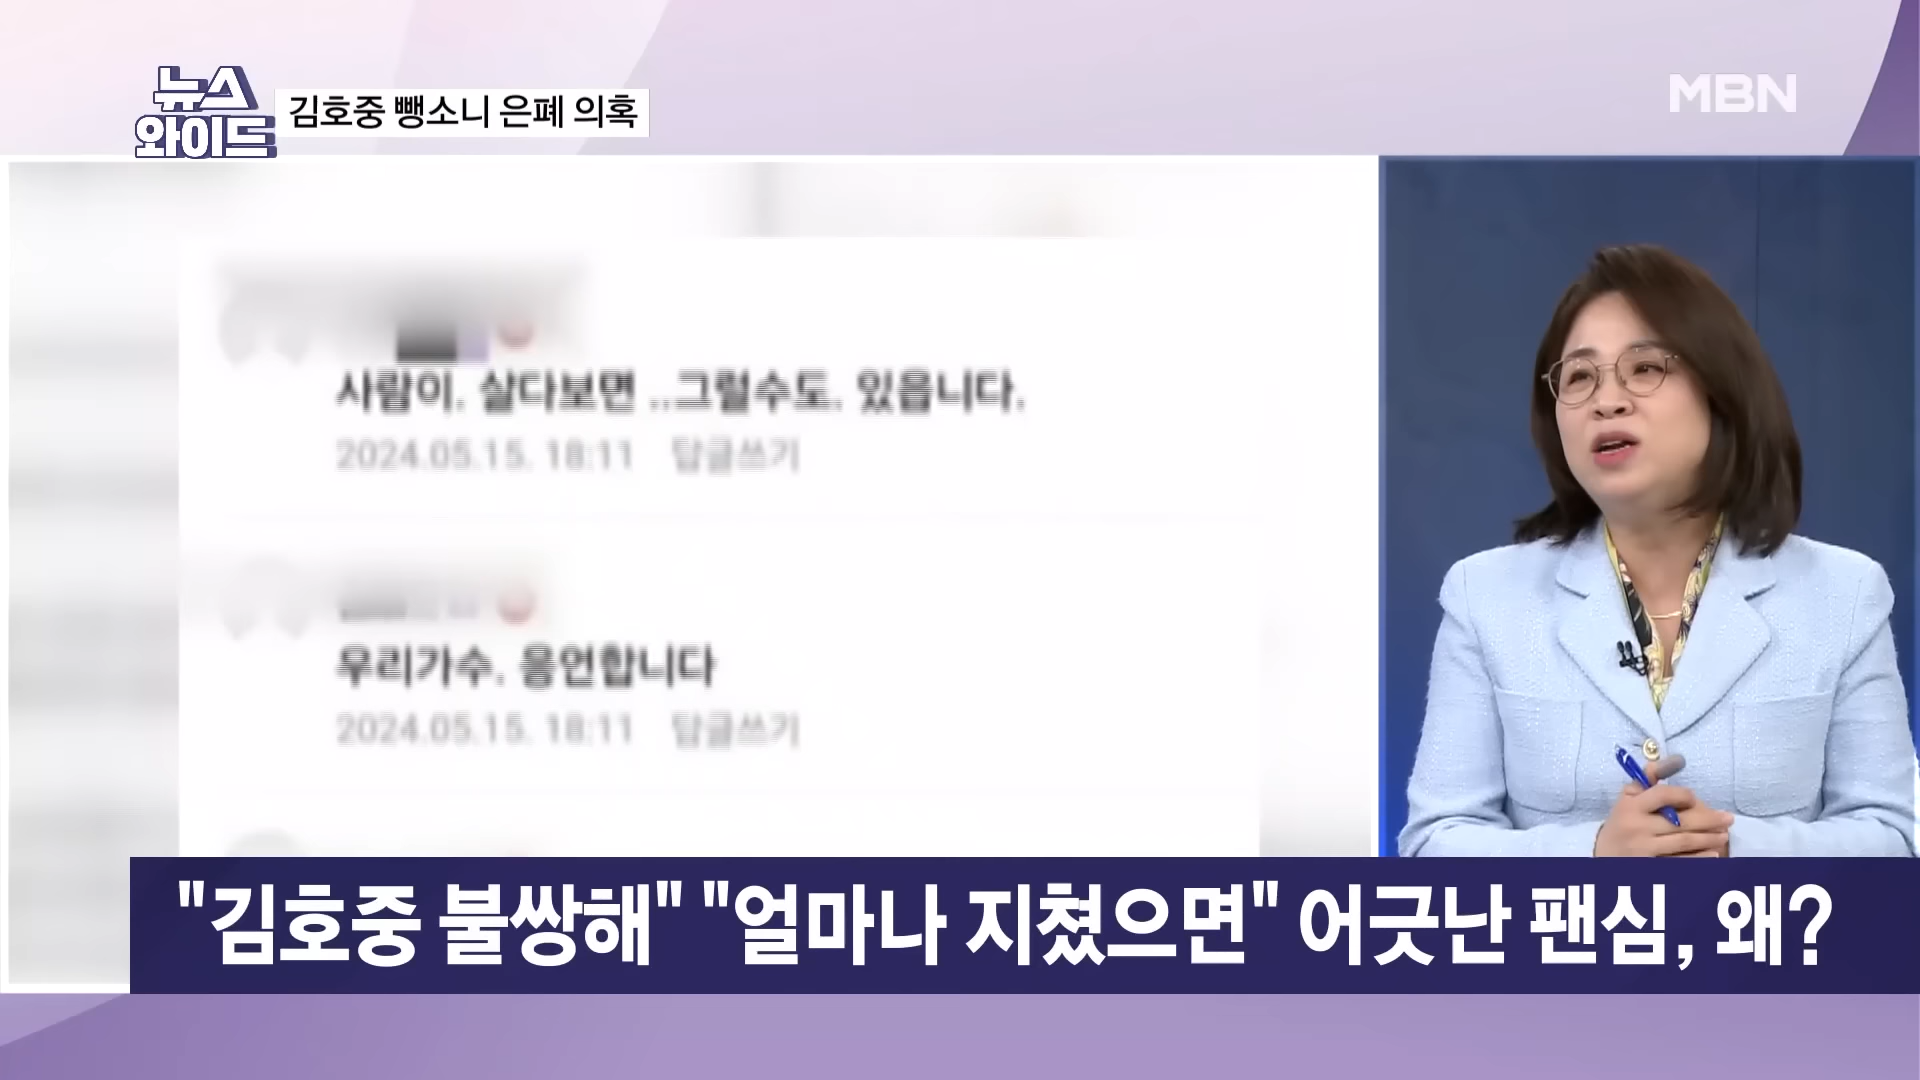 뉴스
와이드
김호중 뺑소니 은폐 의혹
MBN
사람이. 살다보면 ..그럴수도. 있읍니다.
2024.05.15. 18:11 답글쓰기
우리가수. 응언합니다
2024.05.15. 18:11 답글쓰기
"김호중 불쌍해" "얼마나 지쳤으면" 어긋난 팬심, 왜?